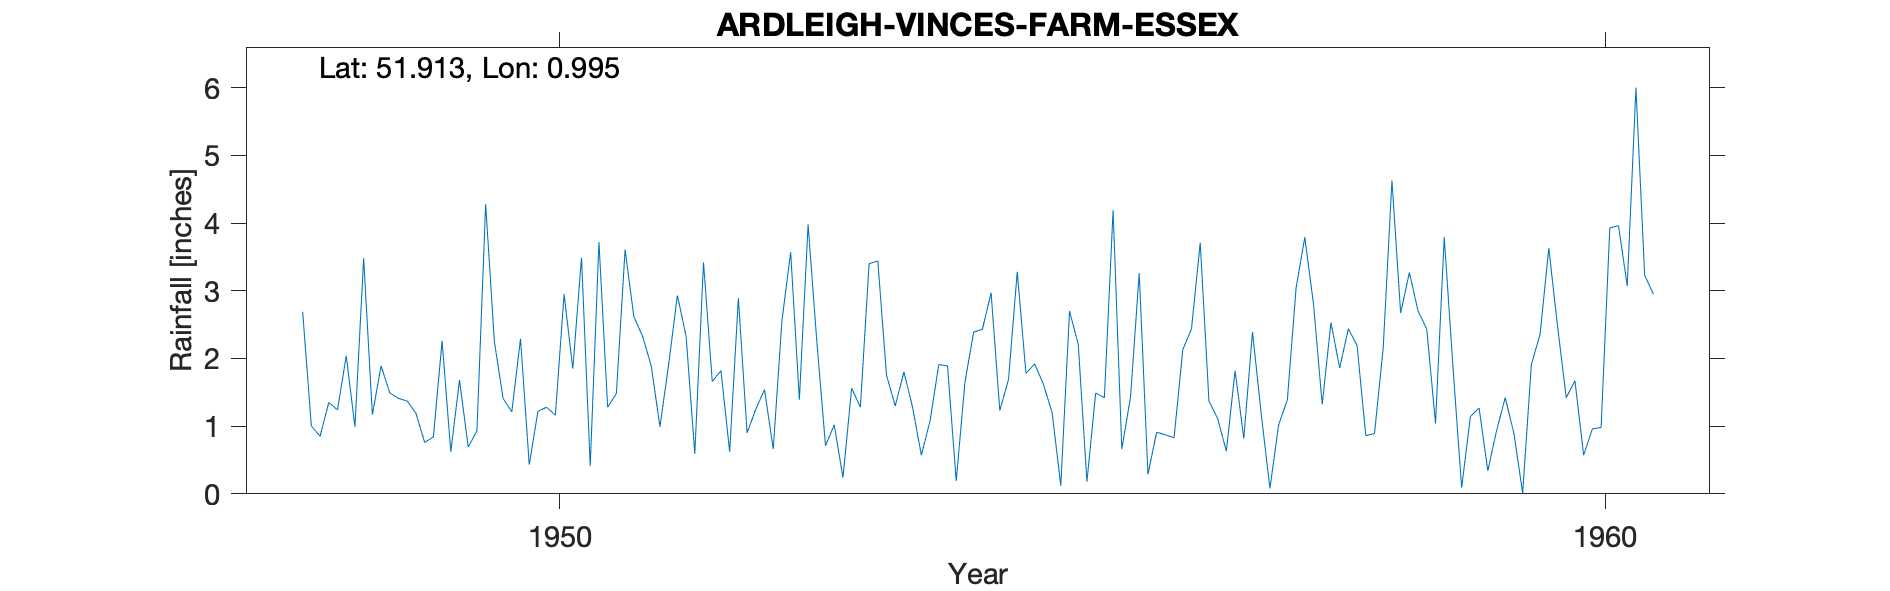 ARDLEIGH-VINCES-FARM-ESSEX
Lat: 51.913, Lon: 0.995
6
5
4
3
2
1
0
Rainfall [inches]
1950
1960
Year